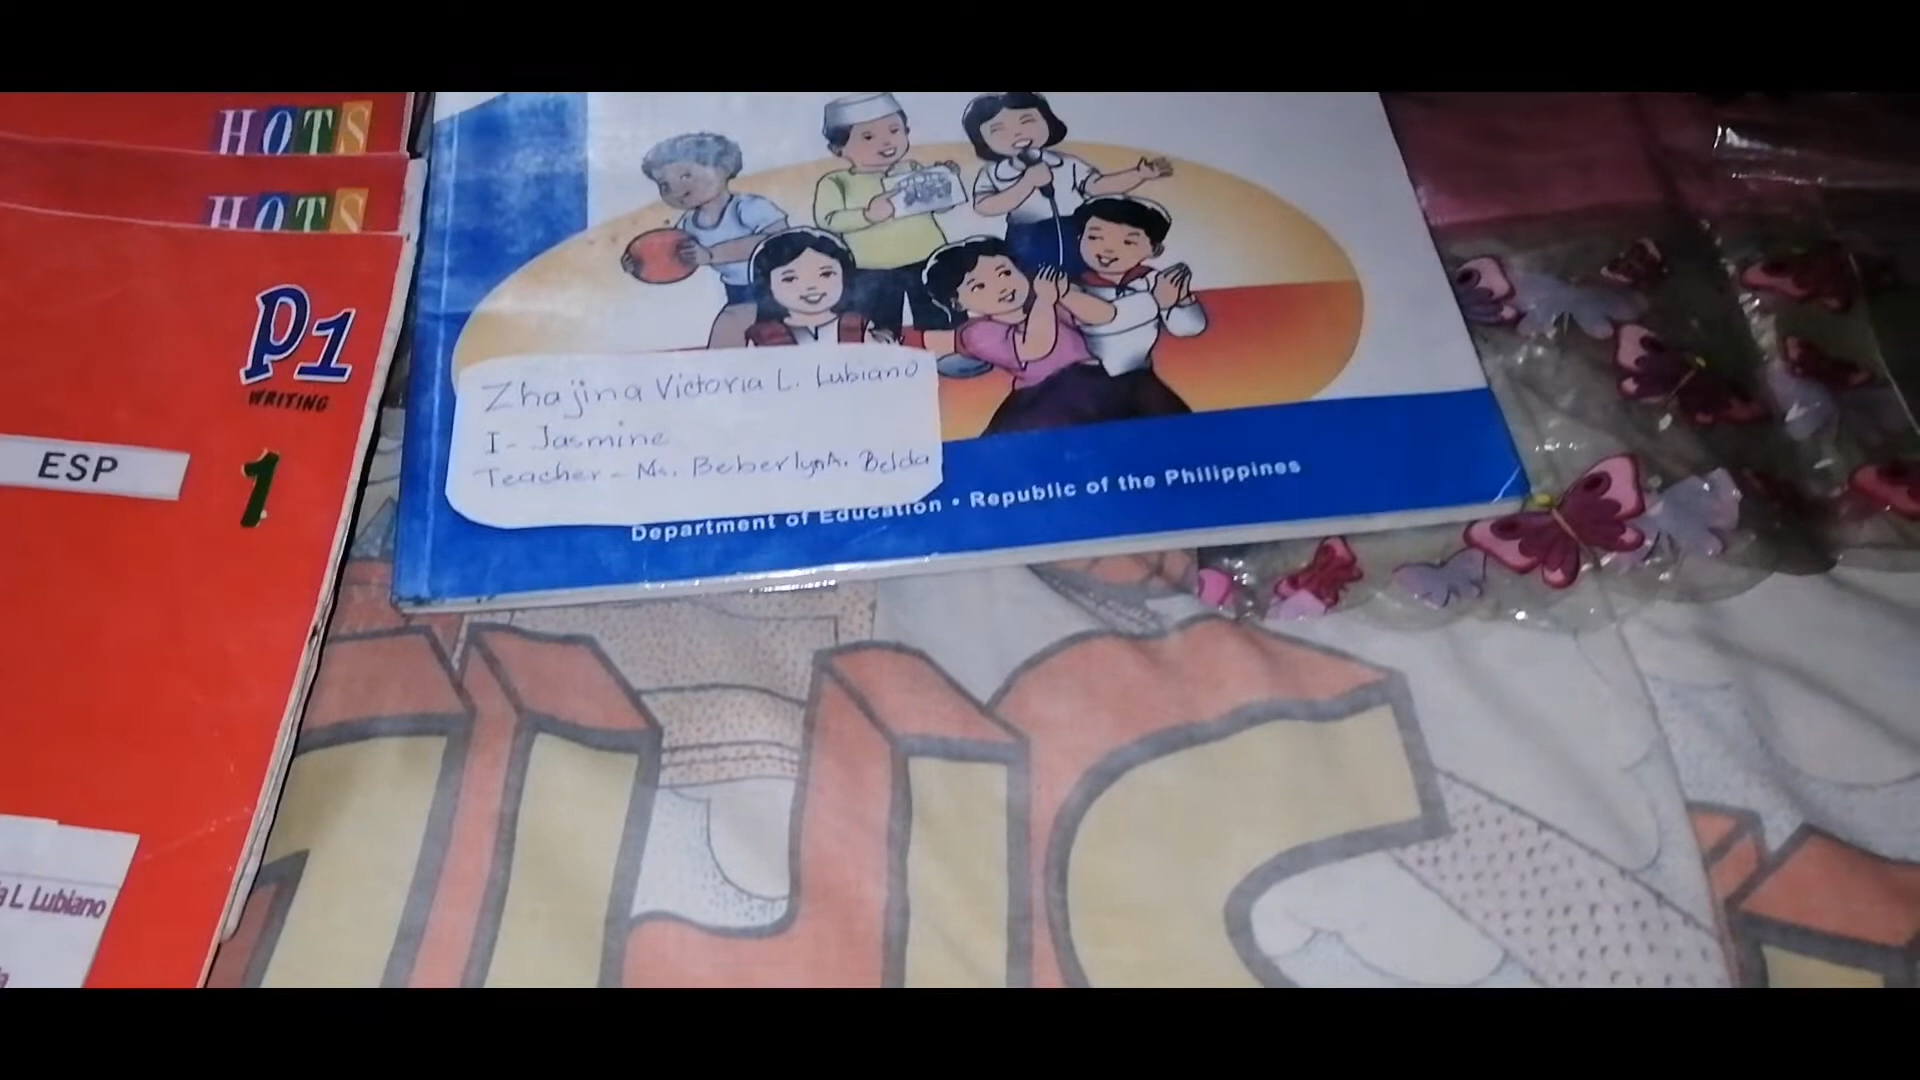 HOTS
HOTS
P1
WRITING
ESP
1
a L. Lubiano
Zhajina Victoria L. Lubiano
I - Jasmine
Teacher - Ms. Beberlyn A. Belda
Department of Education • Republic of the Philippines